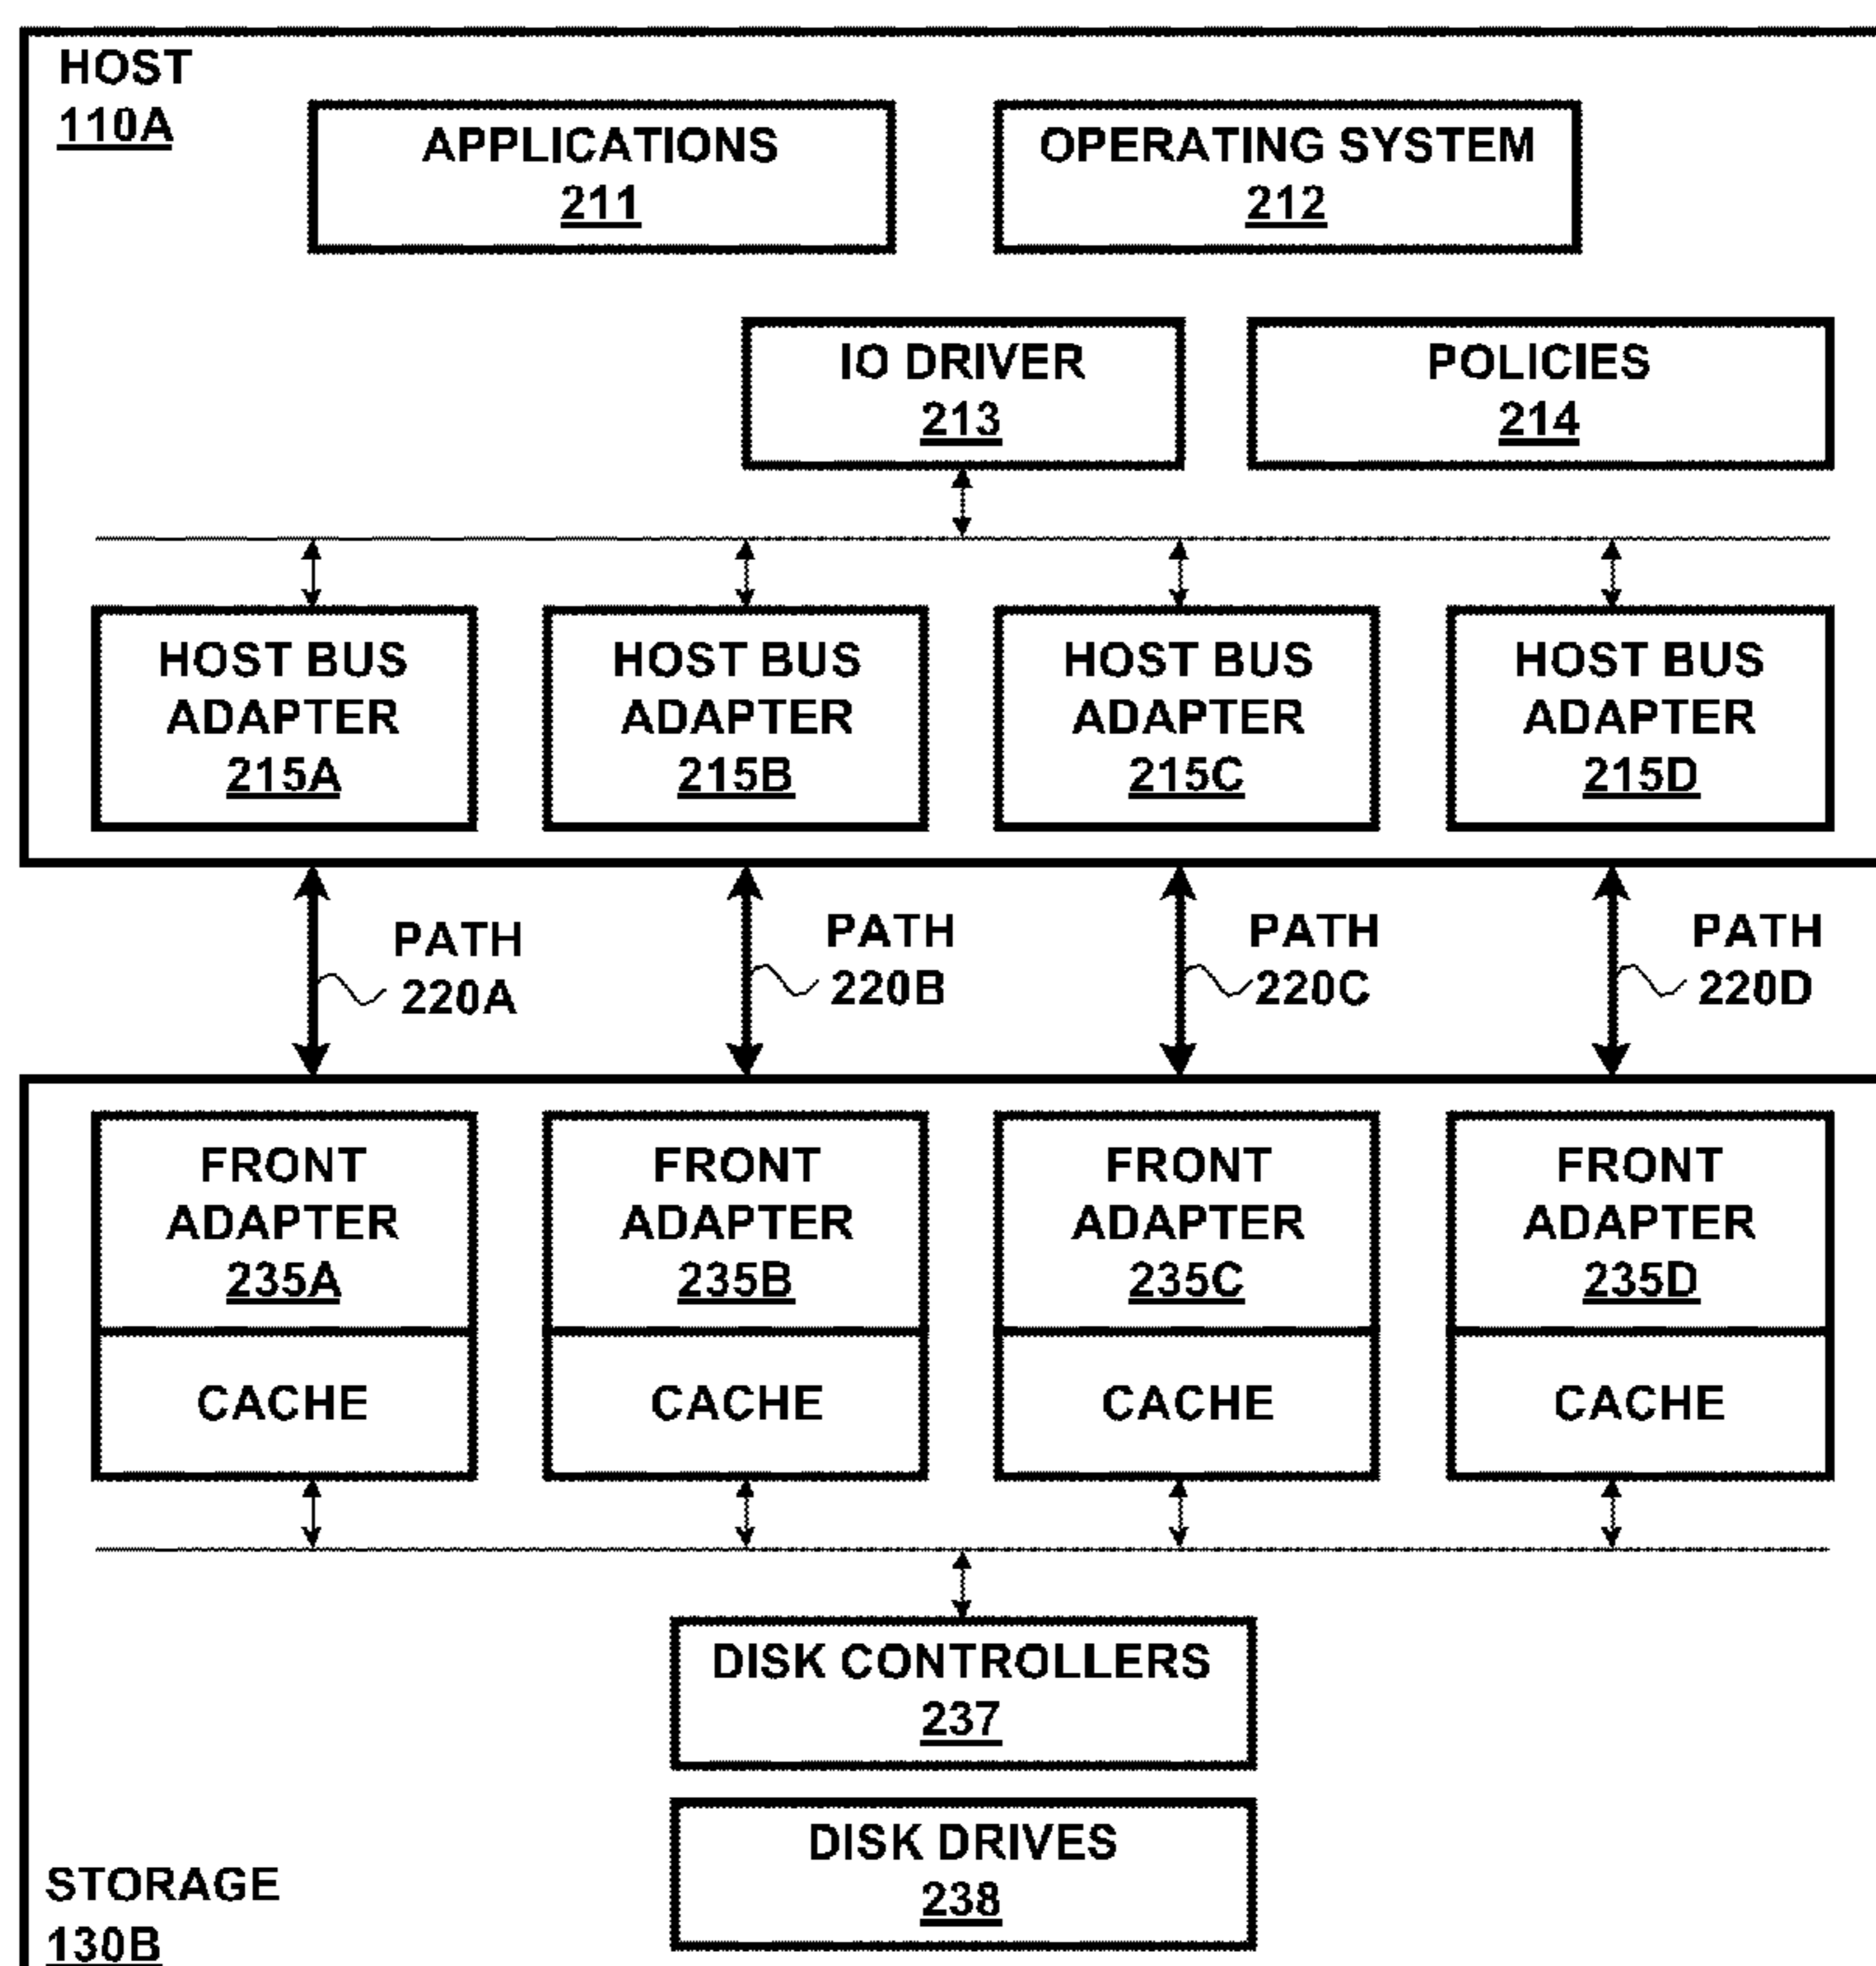 HOST
110A
APPLICATIONS
211
OPERATING SYSTEM
212
IO DRIVER
213
POLICIES
214
HOST BUS
ADAPTER
215A
HOST BUS
ADAPTER
215B
HOST BUS
ADAPTER
215C
HOST BUS
ADAPTER
215D
PATH
220A
PATH
220B
PATH
220C
PATH
220D
FRONT
ADAPTER
235A
CACHE
FRONT
ADAPTER
235B
CACHE
FRONT
ADAPTER
235C
CACHE
FRONT
ADAPTER
235D
CACHE
DISK CONTROLLERS
237
DISK DRIVES
238
STORAGE
130B